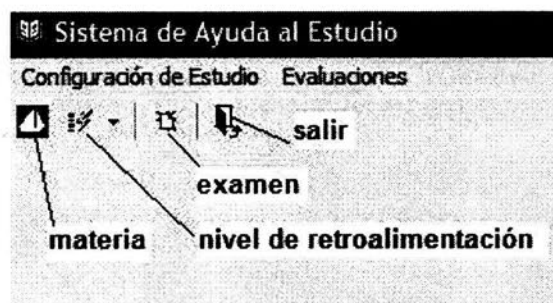 Sistema de Ayuda al Estudio
Configuración de Estudio Evaluaciones
salir
examen
materia nivel de retroalimentación